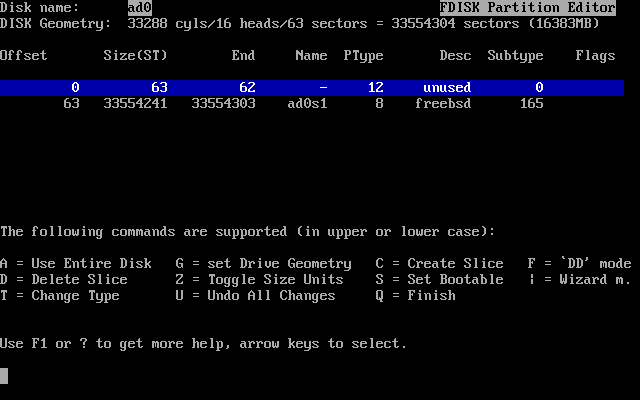 Disk name:      ad0                                    FDISK Partition Editor
DISK Geometry:  33288 cyls/16 heads/63 sectors = 33554304 sectors (16383MB)
Offset       Size(ST)        End     Name  PType       Desc  Subtype    Flags
         0         63         62        -     12     unused        0
        63   33554241   33554303    ad0s1      8    freebsd      165
The following commands are supported (in upper or lower case):
A = Use Entire Disk   G = set Drive Geometry   C = Create Slice   F = `DD' mode
D = Delete Slice      Z = Toggle Size Units    S = Set Bootable   | = Wizard m.
T = Change Type       U = Undo All Changes     Q = Finish
Use F1 or ? to get more help, arrow keys to select.